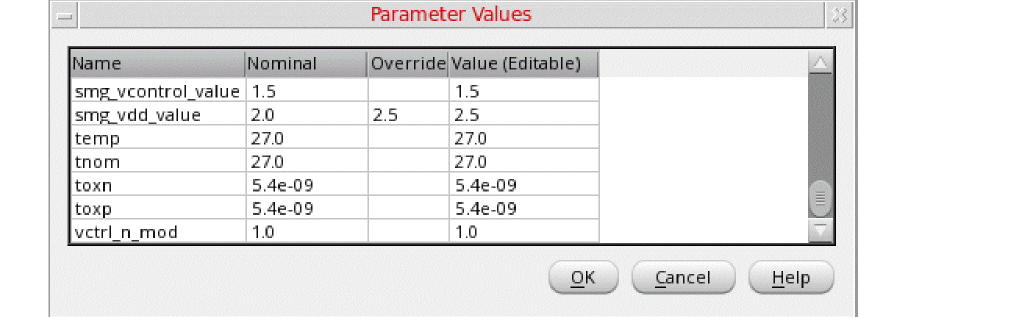 Parameter Values
Name Nominal Override Value (Editable)
smg_vcontrol_value 1.5 1.5
smg_vdd_value 2.0 2.5 2.5
temp 27.0 27.0
tnom 27.0 27.0
toxn 5.4e-09 5.4e-09
toxp 5.4e-09 5.4e-09
vctrl_n_mod 1.0 1.0
OK Cancel Help